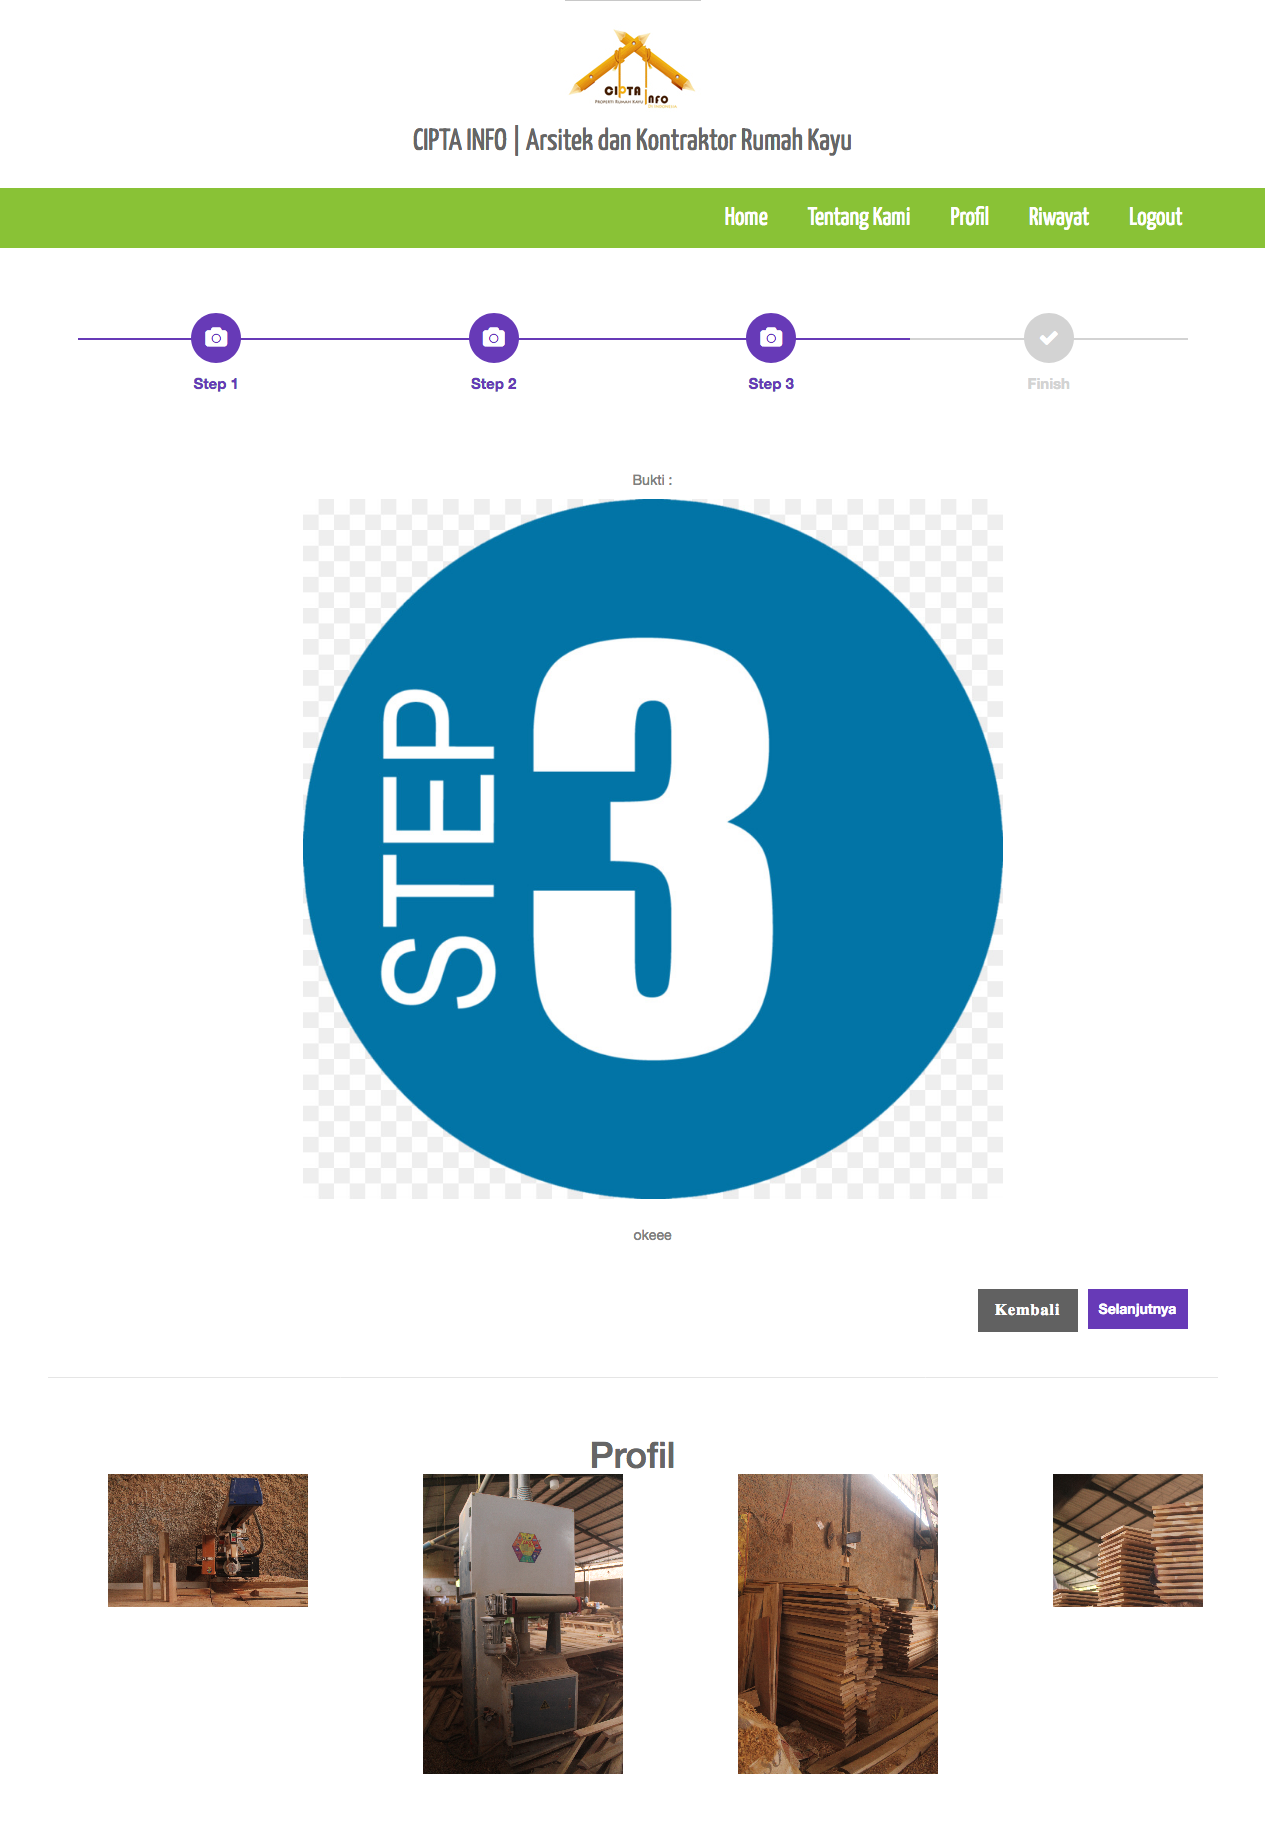 CIPTA
INFO
PROPERTI RUMAH KAYU
CIPTA INFO | Arsitek dan Kontraktor Rumah Kayu
Home Tentang Kami Profil Riwayat Logout
Step 1 Step 2 Step 3 Finish
Bukti :
STEP 3
okeee
Kembali Selanjutnya
Profil